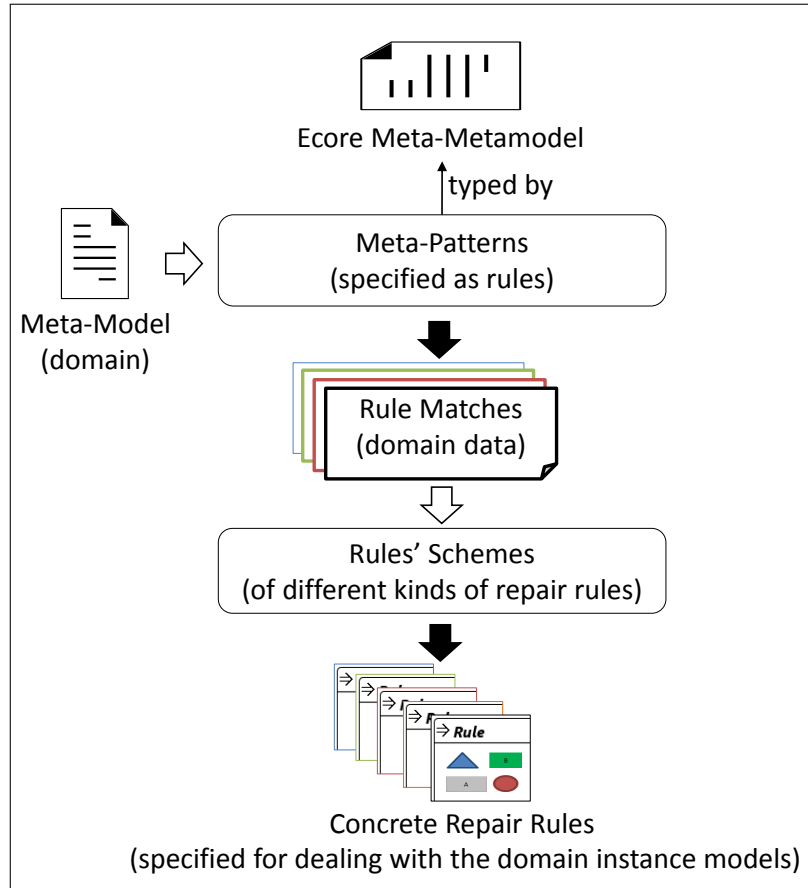 Ecore Meta-Metamodel
typed by
Meta-Patterns
(specified as rules)
Meta-Model
(domain)
Rule Matches
(domain data)
Rules' Schemes
(of different kinds of repair rules)
Rule
B
A
Concrete Repair Rules
(specified for dealing with the domain instance models)